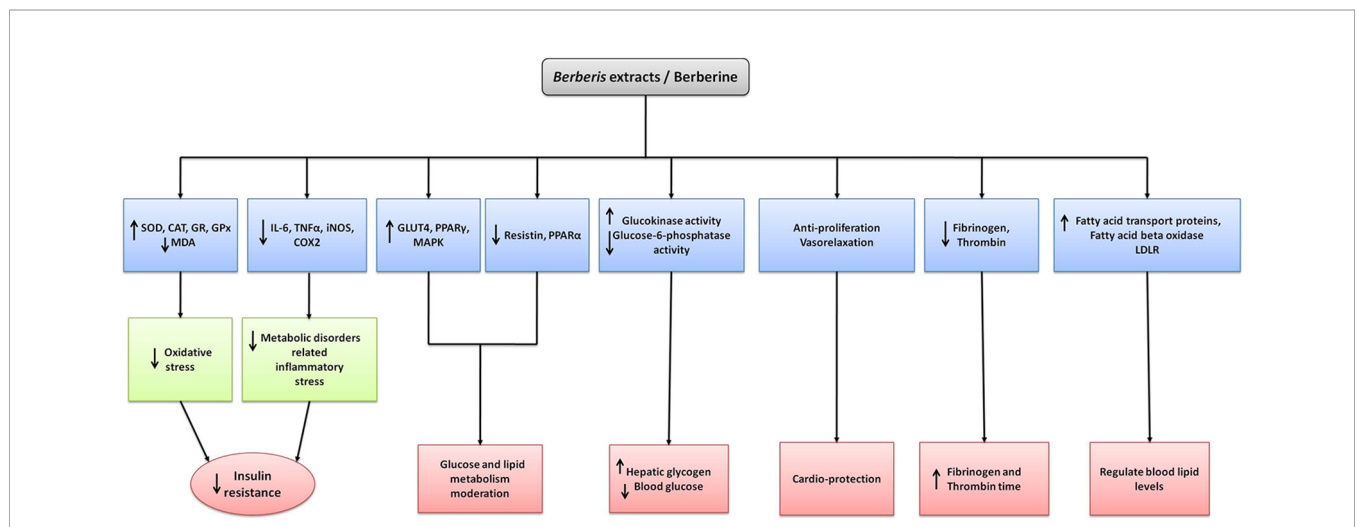 Berberis extracts / Berberine
↑ SOD, CAT, GR, GPx
↓ MDA
↓ IL-6, TNFα, iNOS,
COX2
↑ GLUT4, PPARγ,
MAPK
↓ Resistin, PPARα
↑ Glucokinase activity
↓ Glucose-6-phosphatase
activity
Anti-proliferation
Vasorelaxation
↓ Fibrinogen,
Thrombin
↑ Fatty acid transport proteins,
Fatty acid beta oxidase
LDLR
↓ Oxidative
stress
↓ Metabolic disorders
related
inflammatory
stress
↓ Insulin
resistance
Glucose and lipid
metabolism
moderation
↑ Hepatic glycogen
↓ Blood glucose
Cardio-protection
↑ Fibrinogen and
Thrombin time
Regulate blood lipid
levels